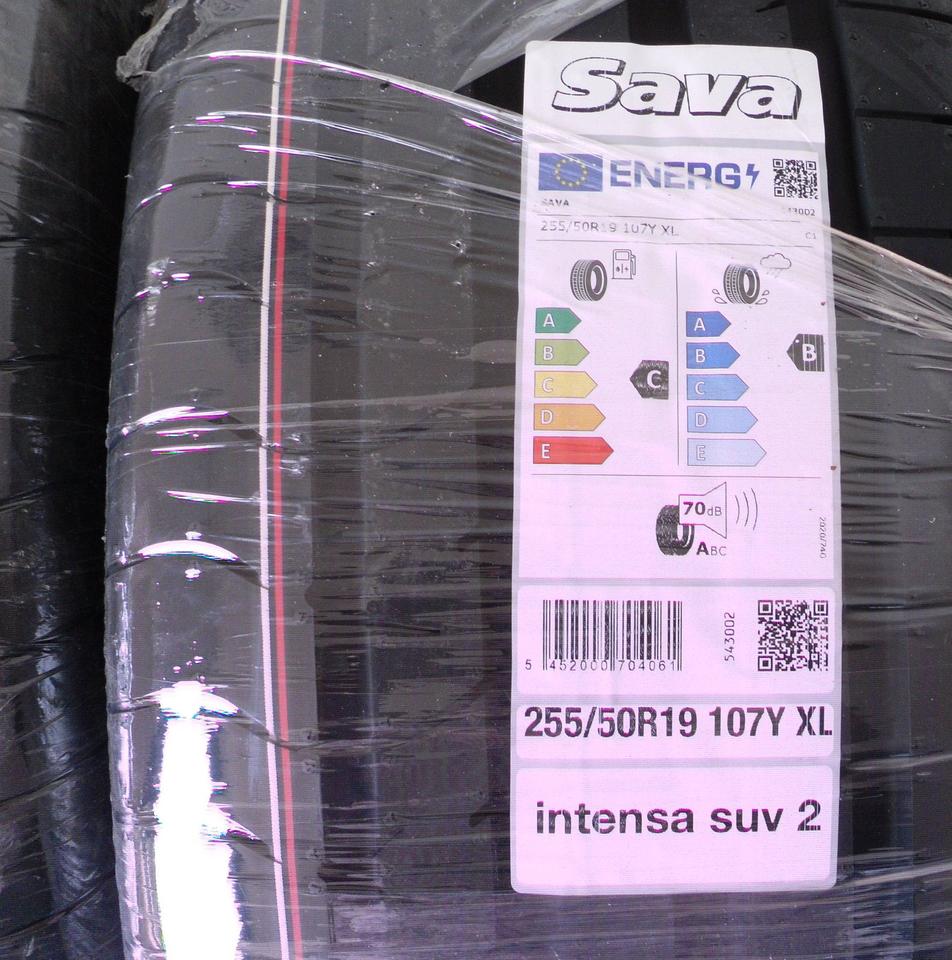 Sava
ENERG
SAVA 543002
255/50R19 107Y XL C1
A
B
C
D
E
C
A
B
C
D
E
B
70dB
ABC
2020/740
5 452000 704061
543002
255/50R19 107Y XL
intensa suv 2